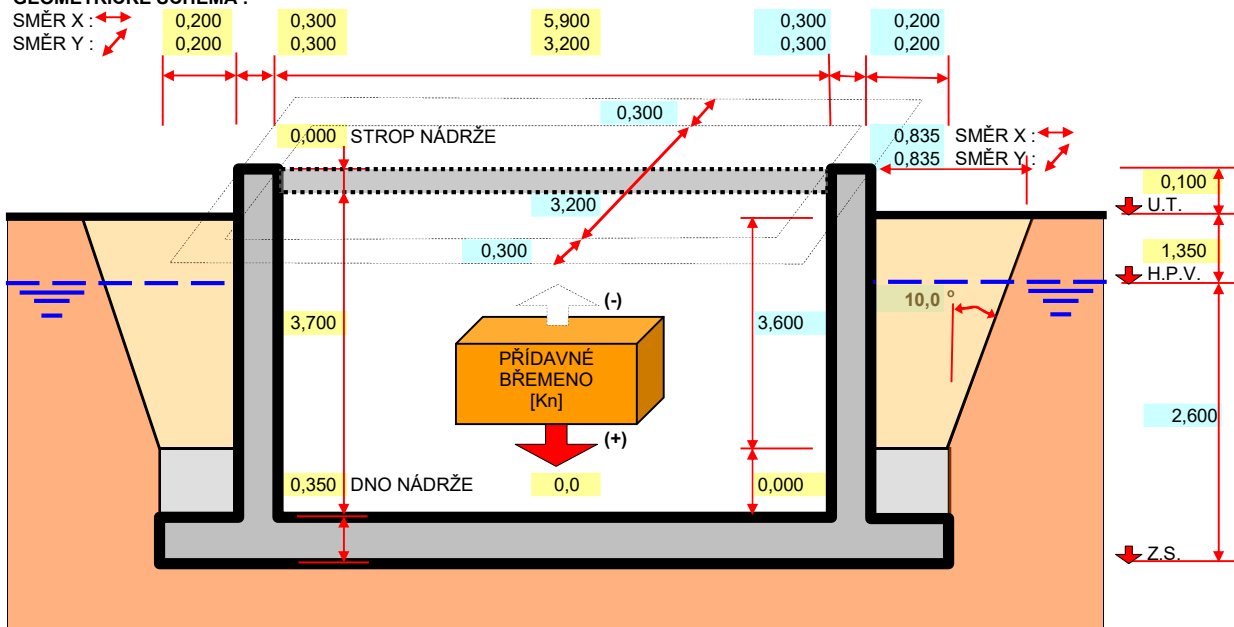 GEOMETRICKÉ SCHÉMA :
SMĚR X : 0,200 0,300 5,900 0,300 0,200
SMĚR Y : 0,200 0,300 3,200 0,300 0,200
0,300
0,000 STROP NÁDRŽE
0,835 SMĚR X :
0,835 SMĚR Y :
0,100
3,200
U.T.
0,300
1,350
H.P.V.
10,0 °
(-)
3,700
3,600
PŘÍDAVNÉ
BŘEMENO
[Kn]
2,600
(+)
0,350 DNO NÁDRŽE
0,0
0,000
Z.S.